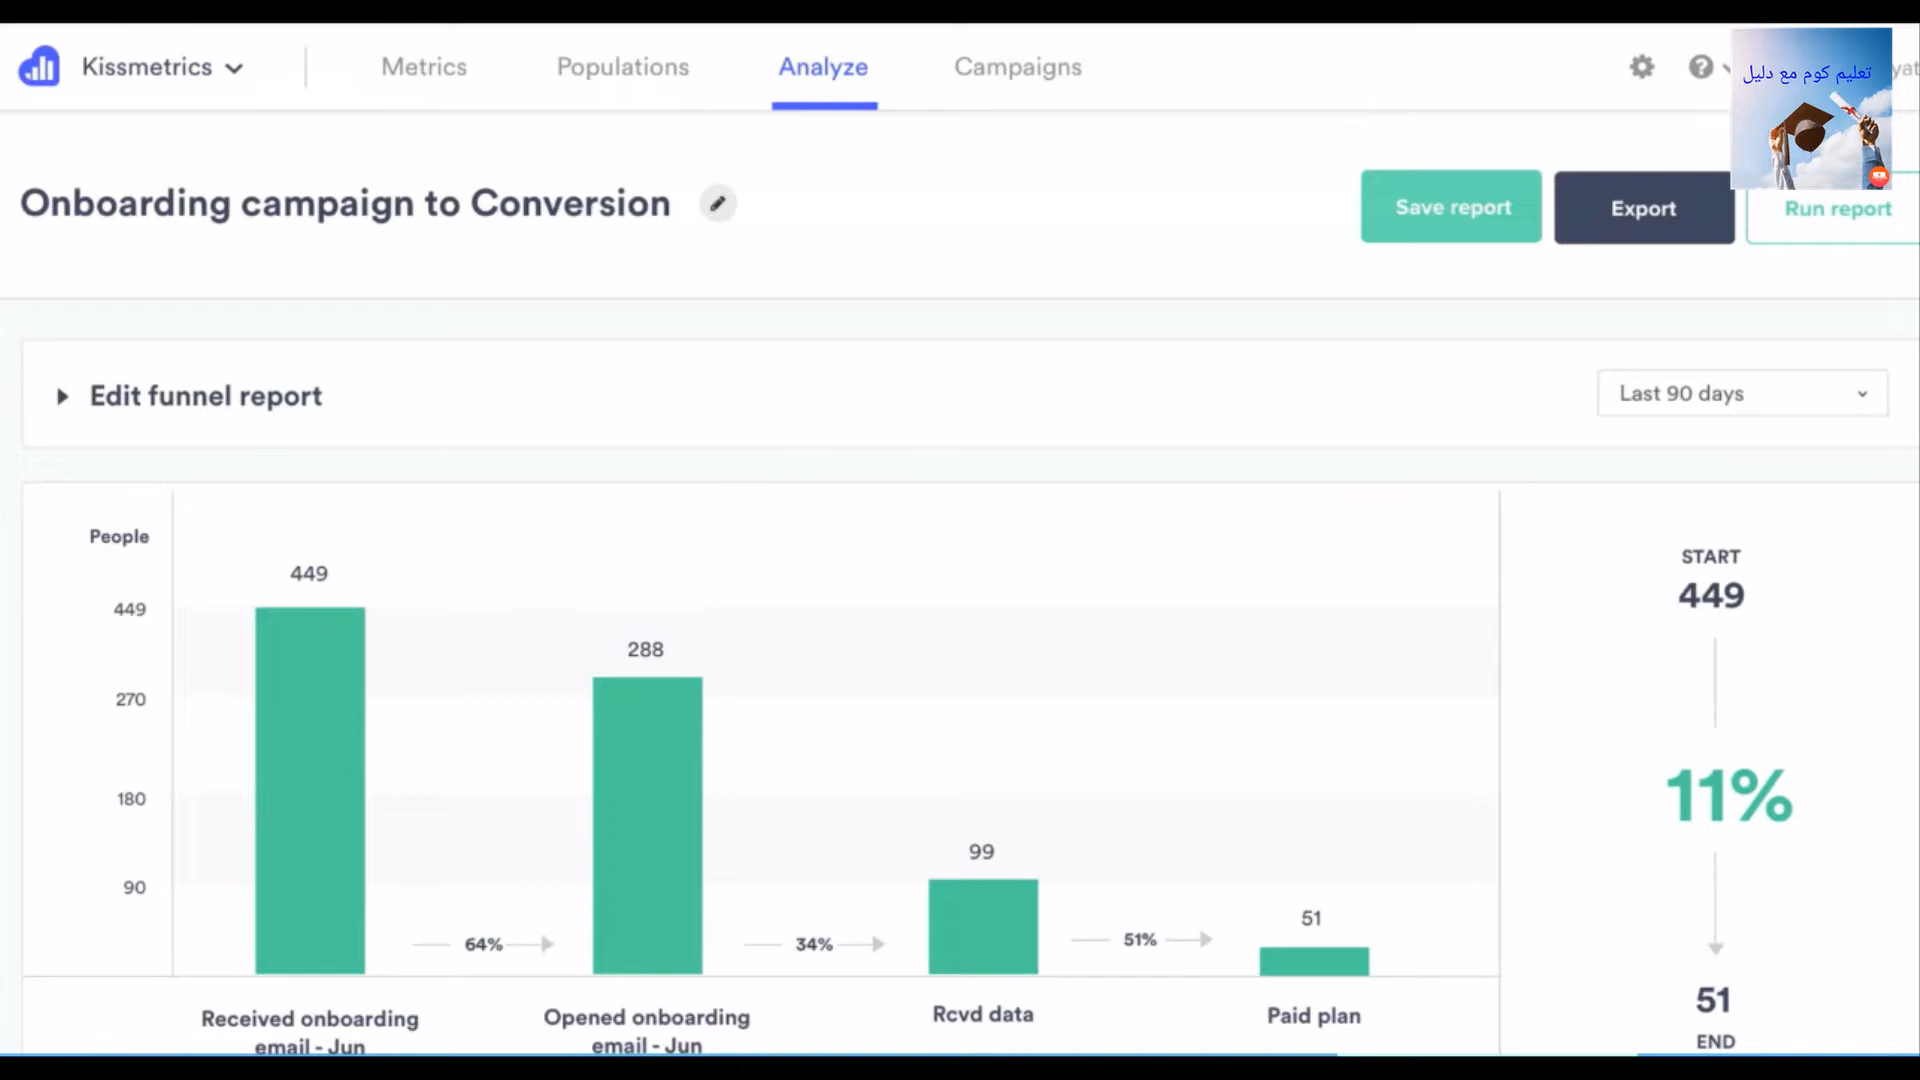 Kissmetrics
Metrics
Populations
Analyze
Campaigns
تعليم كوم مع دليل
Onboarding campaign to Conversion
Save report
Export
Run report
Edit funnel report
Last 90 days
People
449
270
180
90
449
288
99
51
64%
34%
51%
Received onboarding
email - Jun
Opened onboarding
email - Jun
Rcvd data
Paid plan
START
449
11%
51
END